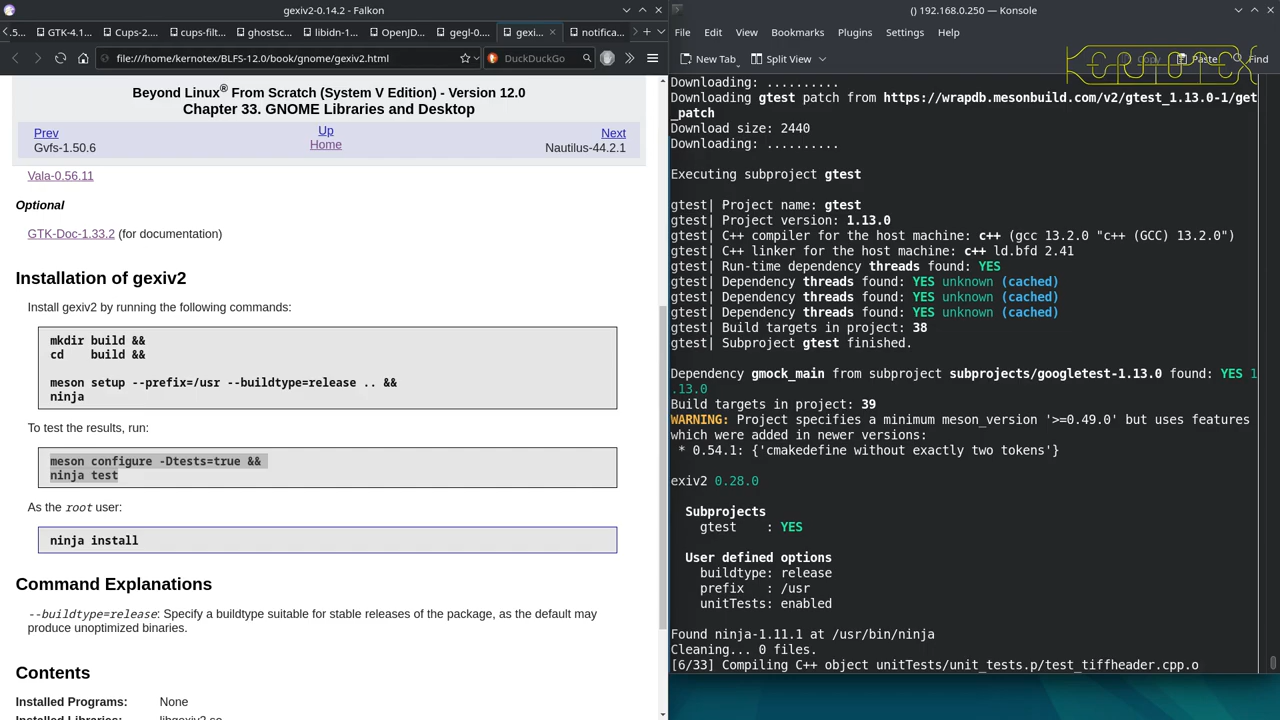 gexiv2-0.14.2 - Falkon
() 192.168.0.250 — Konsole
.5...
GTK-4.1...
Cups-2....
cups-filt...
ghostsc...
libidn-1...
OpenJD...
gegl-0....
gexi...
notifica...
file:///home/kernotex/BLFS-12.0/book/gnome/gexiv2.html
DuckDuckGo
File Edit View Bookmarks Plugins Settings Help
New Tab Split View Copy Paste Find
KERNOTEX
Beyond Linux® From Scratch (System V Edition) - Version 12.0
Chapter 33. GNOME Libraries and Desktop
Prev Up Next
Gvfs-1.50.6 Home Nautilus-44.2.1
Vala-0.56.11
Optional
GTK-Doc-1.33.2 (for documentation)
Installation of gexiv2
Install gexiv2 by running the following commands:
mkdir build &&
cd    build &&
meson setup --prefix=/usr --buildtype=release .. &&
ninja
To test the results, run:
meson configure -Dtests=true &&
ninja test
As the root user:
ninja install
Command Explanations
--buildtype=release: Specify a buildtype suitable for stable releases of the package, as the default may
produce unoptimized binaries.
Contents
Installed Programs: None
Installed Libraries: libgexiv2.so
Downloading: ..........
Downloading gtest patch from https://wrapdb.mesonbuild.com/v2/gtest_1.13.0-1/get
_patch
Download size: 2440
Downloading: ..........
Executing subproject gtest
gtest| Project name: gtest
gtest| Project version: 1.13.0
gtest| C++ compiler for the host machine: c++ (gcc 13.2.0 "c++ (GCC) 13.2.0")
gtest| C++ linker for the host machine: c++ ld.bfd 2.41
gtest| Run-time dependency threads found: YES
gtest| Dependency threads found: YES unknown (cached)
gtest| Dependency threads found: YES unknown (cached)
gtest| Dependency threads found: YES unknown (cached)
gtest| Build targets in project: 38
gtest| Subproject gtest finished.
Dependency gmock_main from subproject subprojects/googletest-1.13.0 found: YES 1
.13.0
Build targets in project: 39
WARNING: Project specifies a minimum meson_version '>=0.49.0' but uses features
which were added in newer versions:
* 0.54.1: {'cmakedefine without exactly two tokens'}
exiv2 0.28.0
Subprojects
gtest    : YES
User defined options
buildtype: release
prefix   : /usr
unitTests: enabled
Found ninja-1.11.1 at /usr/bin/ninja
Cleaning... 0 files.
[6/33] Compiling C++ object unitTests/unit_tests.p/test_tiffheader.cpp.o